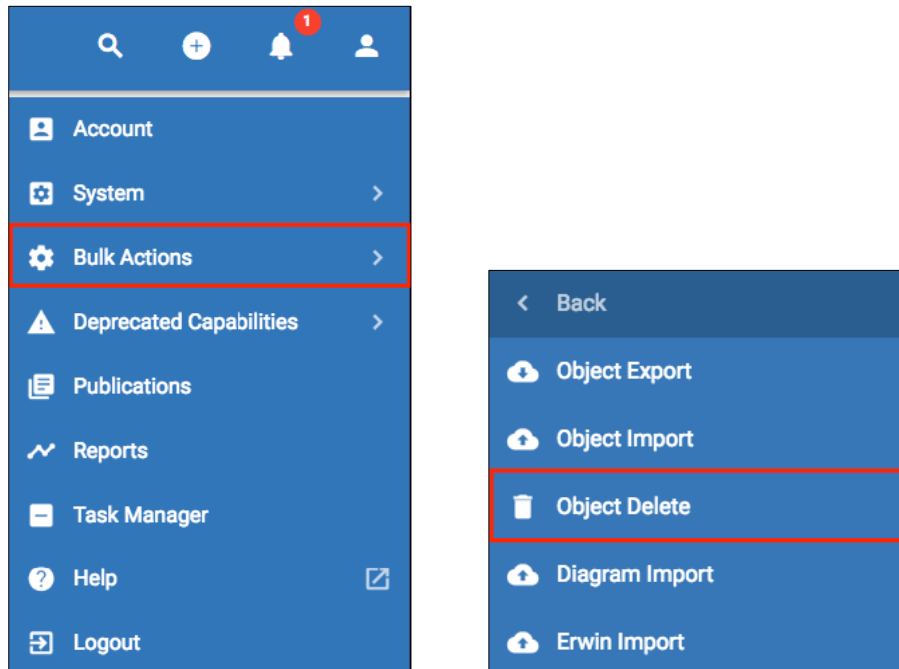 1
Account
System
Bulk Actions
Deprecated Capabilities
Publications
Reports
Task Manager
Help
Logout
Back
Object Export
Object Import
Object Delete
Diagram Import
Erwin Import